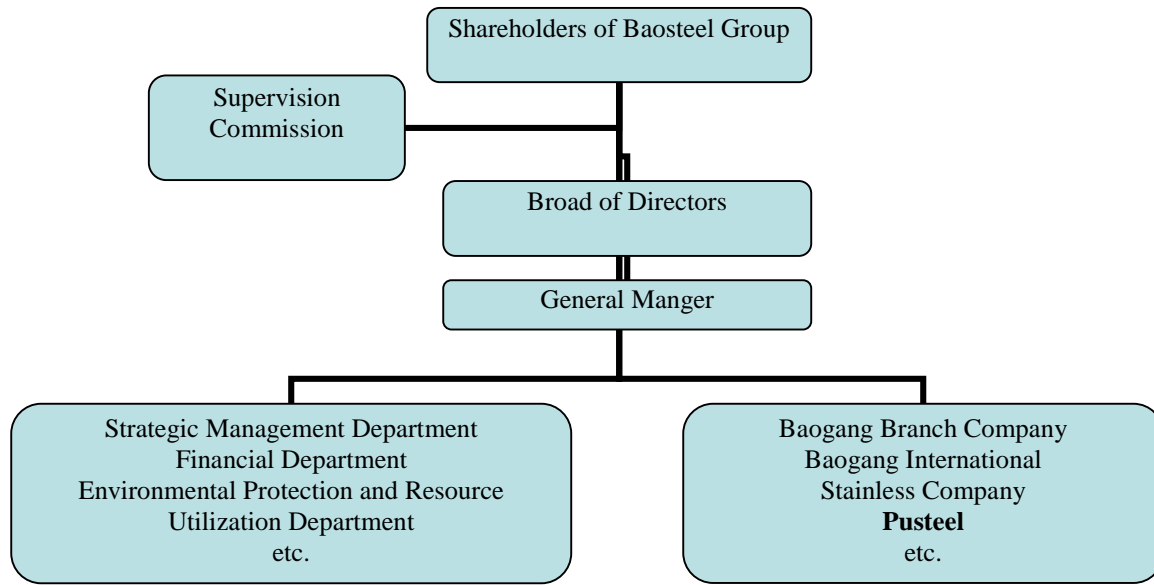 Shareholders of Baosteel Group
Supervision
Commission
Broad of Directors
General Manger
Strategic Management Department
Financial Department
Environmental Protection and Resource
Utilization Department
etc.
Baogang Branch Company
Baogang International
Stainless Company
Pusteel
etc.